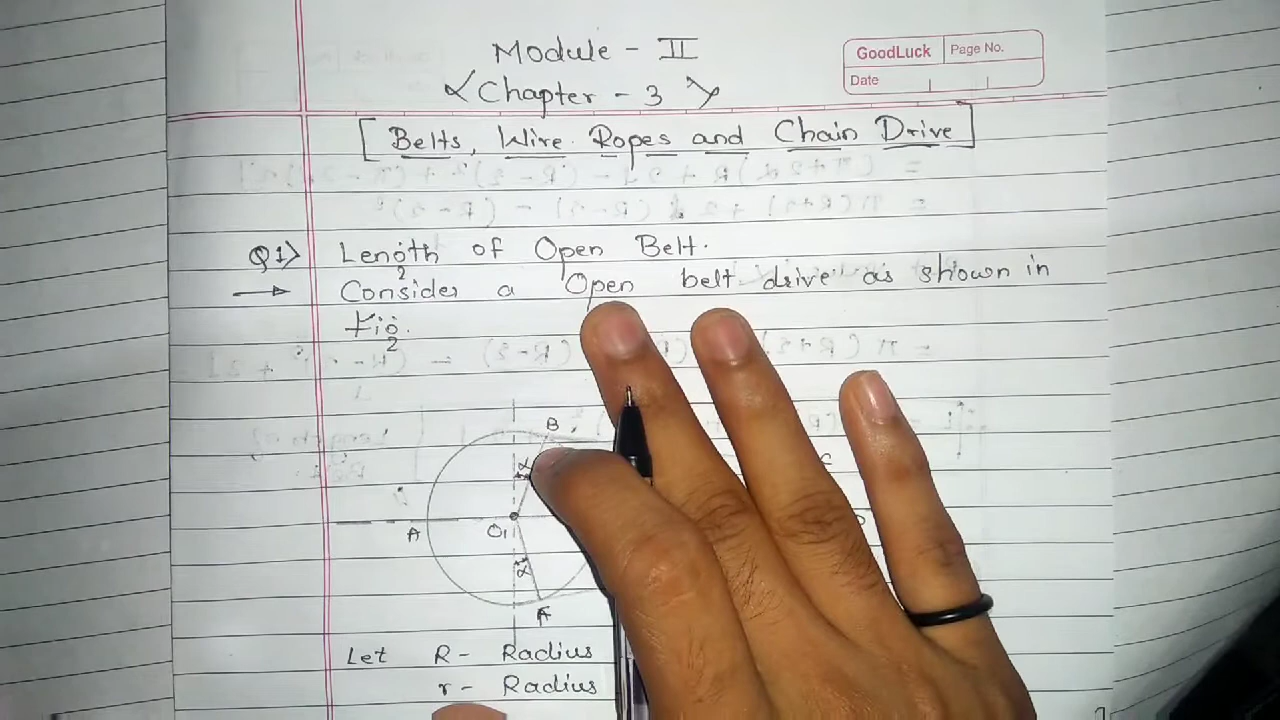 Module - II
GoodLuck Page No.
Date
< Chapter - 3 >
[ Belts, Wire Ropes and Chain Drive ]
Q1> Length of Open Belt.
→ Consider a Open belt drive as shown in
fig.
B
α
C
A O1
α
F
Let R - Radius
r - Radius